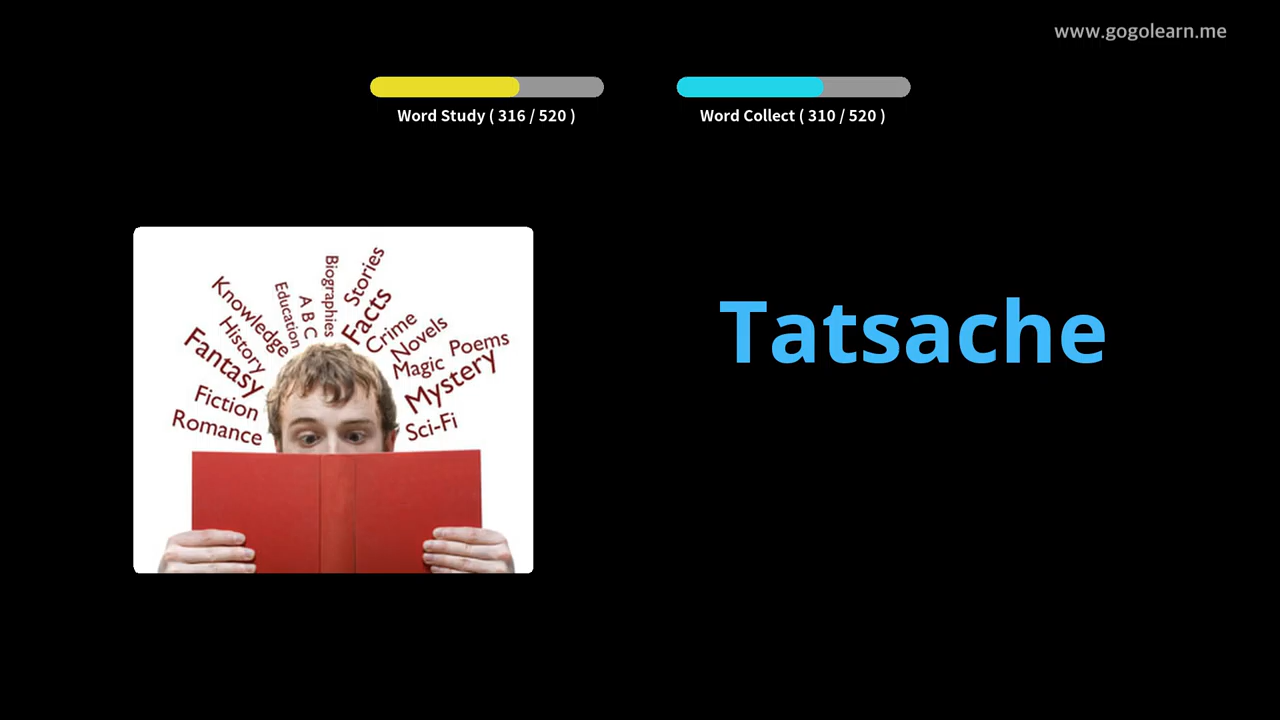 www.gogolearn.me
Word Study ( 316 / 520 )
Word Collect ( 310 / 520 )
Tatsache
Romance
Fiction
Fantasy
History
Knowledge
Education
A B C
Biographies
Stories
Facts
Crime
Novels
Magic
Poems
Mystery
Sci-Fi